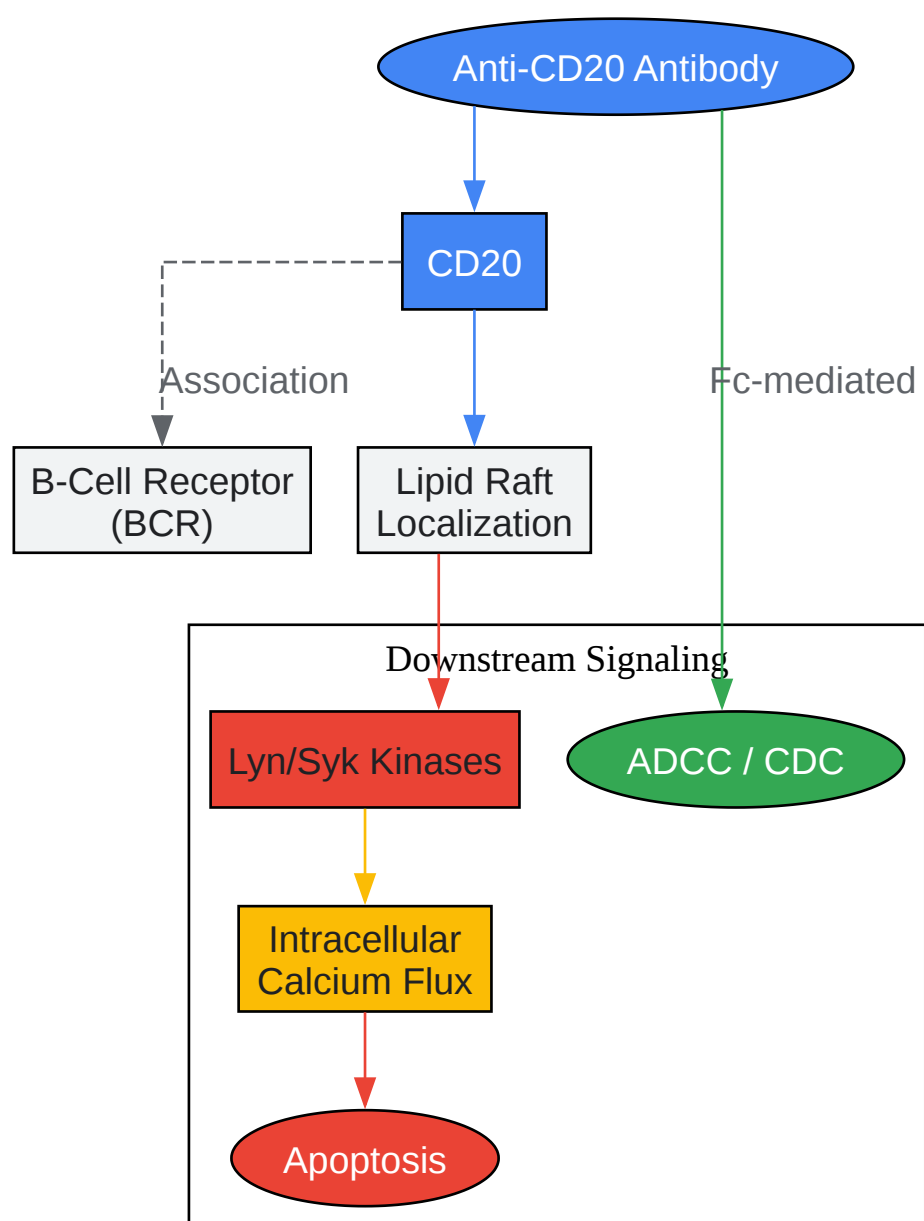 Anti-CD20 Antibody
CD20
Association
Fc-mediated
B-Cell Receptor
(BCR)
Lipid Raft
Localization
Downstream Signaling
Lyn/Syk Kinases
ADCC / CDC
Intracellular
Calcium Flux
Apoptosis